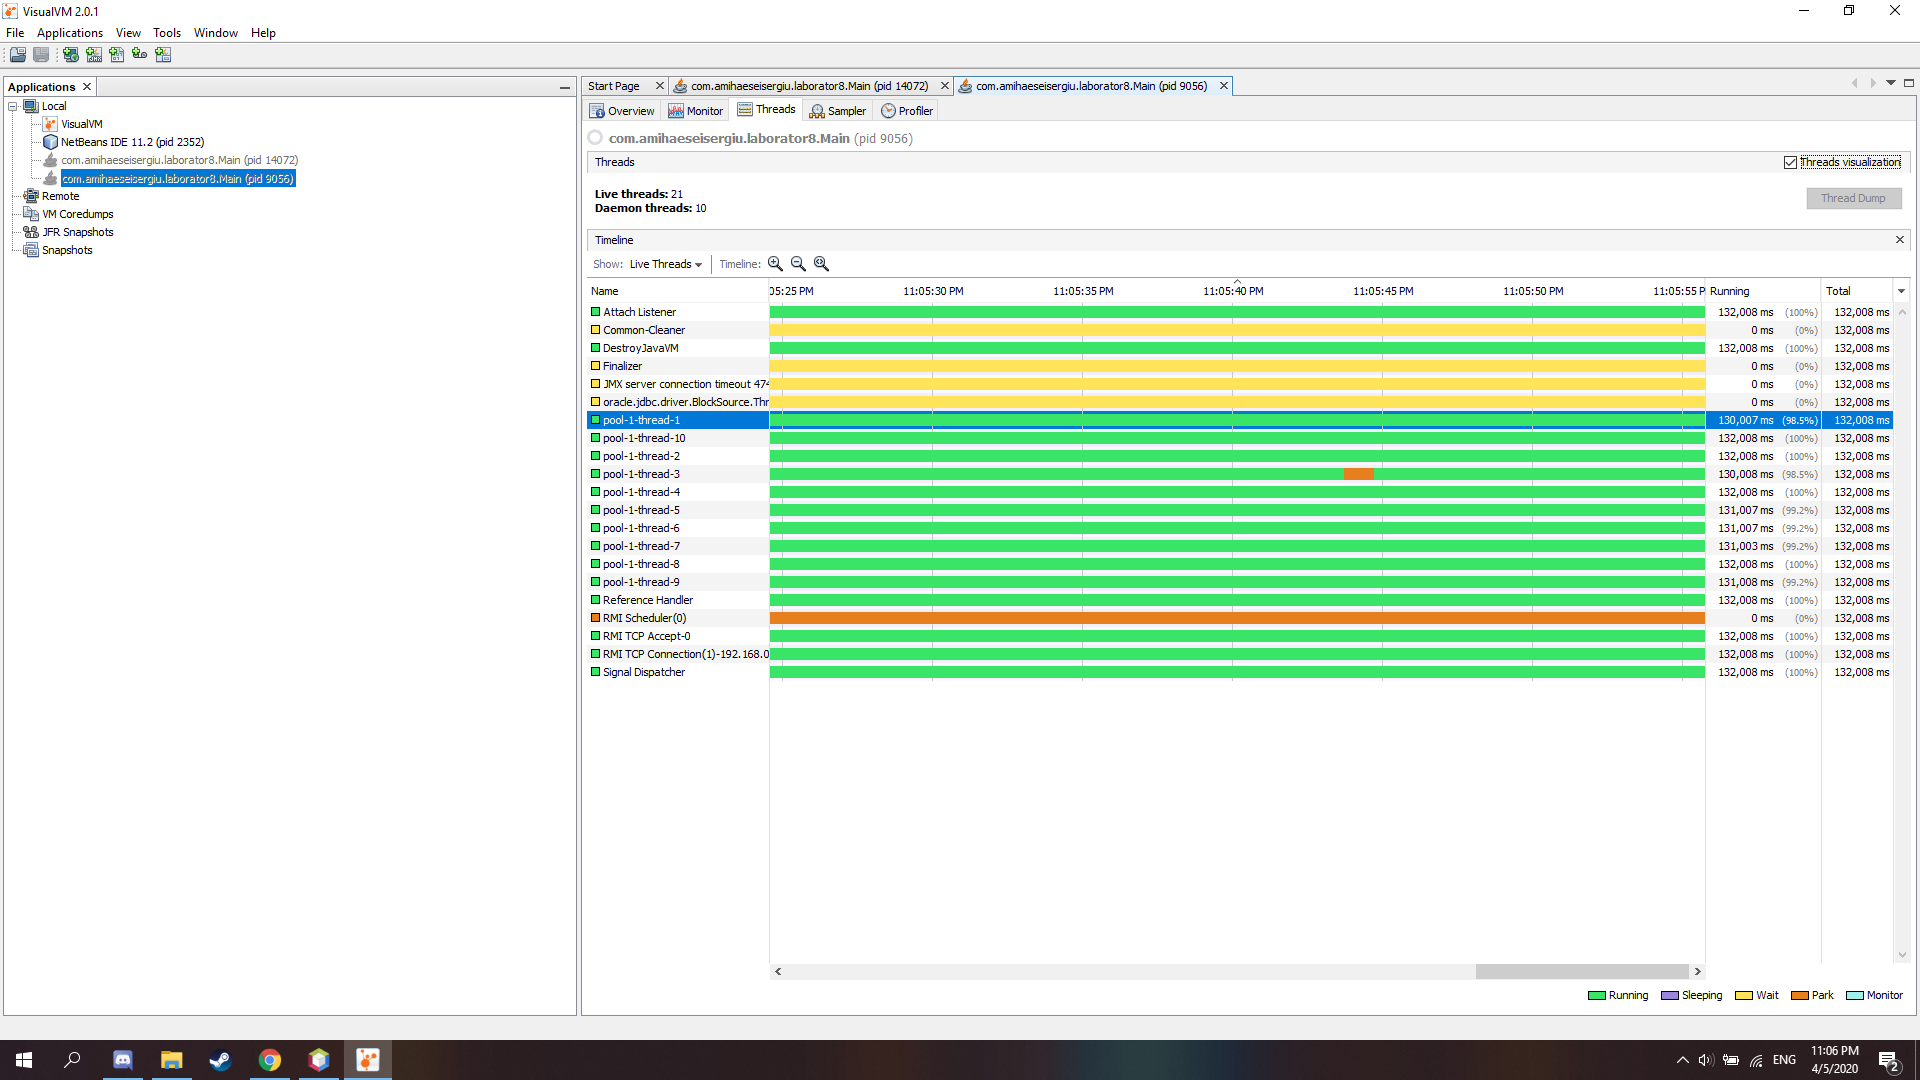 VisualVM 2.0.1
File Applications View Tools Window Help
Applications
Local
VisualVM
NetBeans IDE 11.2 (pid 2352)
com.amihaeseisergiu.laborator8.Main (pid 14072)
com.amihaeseisergiu.laborator8.Main (pid 9056)
Remote
VM Coredumps
JFR Snapshots
Snapshots
Start Page com.amihaeseisergiu.laborator8.Main (pid 14072) com.amihaeseisergiu.laborator8.Main (pid 9056)
Overview Monitor Threads Sampler Profiler
com.amihaeseisergiu.laborator8.Main (pid 9056)
Threads Threads visualization
Live threads: 21
Daemon threads: 10
Thread Dump
Timeline
Show: Live Threads Timeline:
Name 05:25 PM 11:05:30 PM 11:05:35 PM 11:05:40 PM 11:05:45 PM 11:05:50 PM 11:05:55 P Running Total
Attach Listener 132,008 ms (100%) 132,008 ms
Common-Cleaner 0 ms (0%) 132,008 ms
DestroyJavaVM 132,008 ms (100%) 132,008 ms
Finalizer 0 ms (0%) 132,008 ms
JMX server connection timeout 474 0 ms (0%) 132,008 ms
oracle.jdbc.driver.BlockSource.Thr 0 ms (0%) 132,008 ms
pool-1-thread-1 130,007 ms (98.5%) 132,008 ms
pool-1-thread-10 132,008 ms (100%) 132,008 ms
pool-1-thread-2 132,008 ms (100%) 132,008 ms
pool-1-thread-3 130,008 ms (98.5%) 132,008 ms
pool-1-thread-4 132,008 ms (100%) 132,008 ms
pool-1-thread-5 131,007 ms (99.2%) 132,008 ms
pool-1-thread-6 131,007 ms (99.2%) 132,008 ms
pool-1-thread-7 131,003 ms (99.2%) 132,008 ms
pool-1-thread-8 132,008 ms (100%) 132,008 ms
pool-1-thread-9 131,008 ms (99.2%) 132,008 ms
Reference Handler 132,008 ms (100%) 132,008 ms
RMI Scheduler(0) 0 ms (0%) 132,008 ms
RMI TCP Accept-0 132,008 ms (100%) 132,008 ms
RMI TCP Connection(1)-192.168.0 132,008 ms (100%) 132,008 ms
Signal Dispatcher 132,008 ms (100%) 132,008 ms
Running Sleeping Wait Park Monitor
ENG
11:06 PM
4/5/2020
2